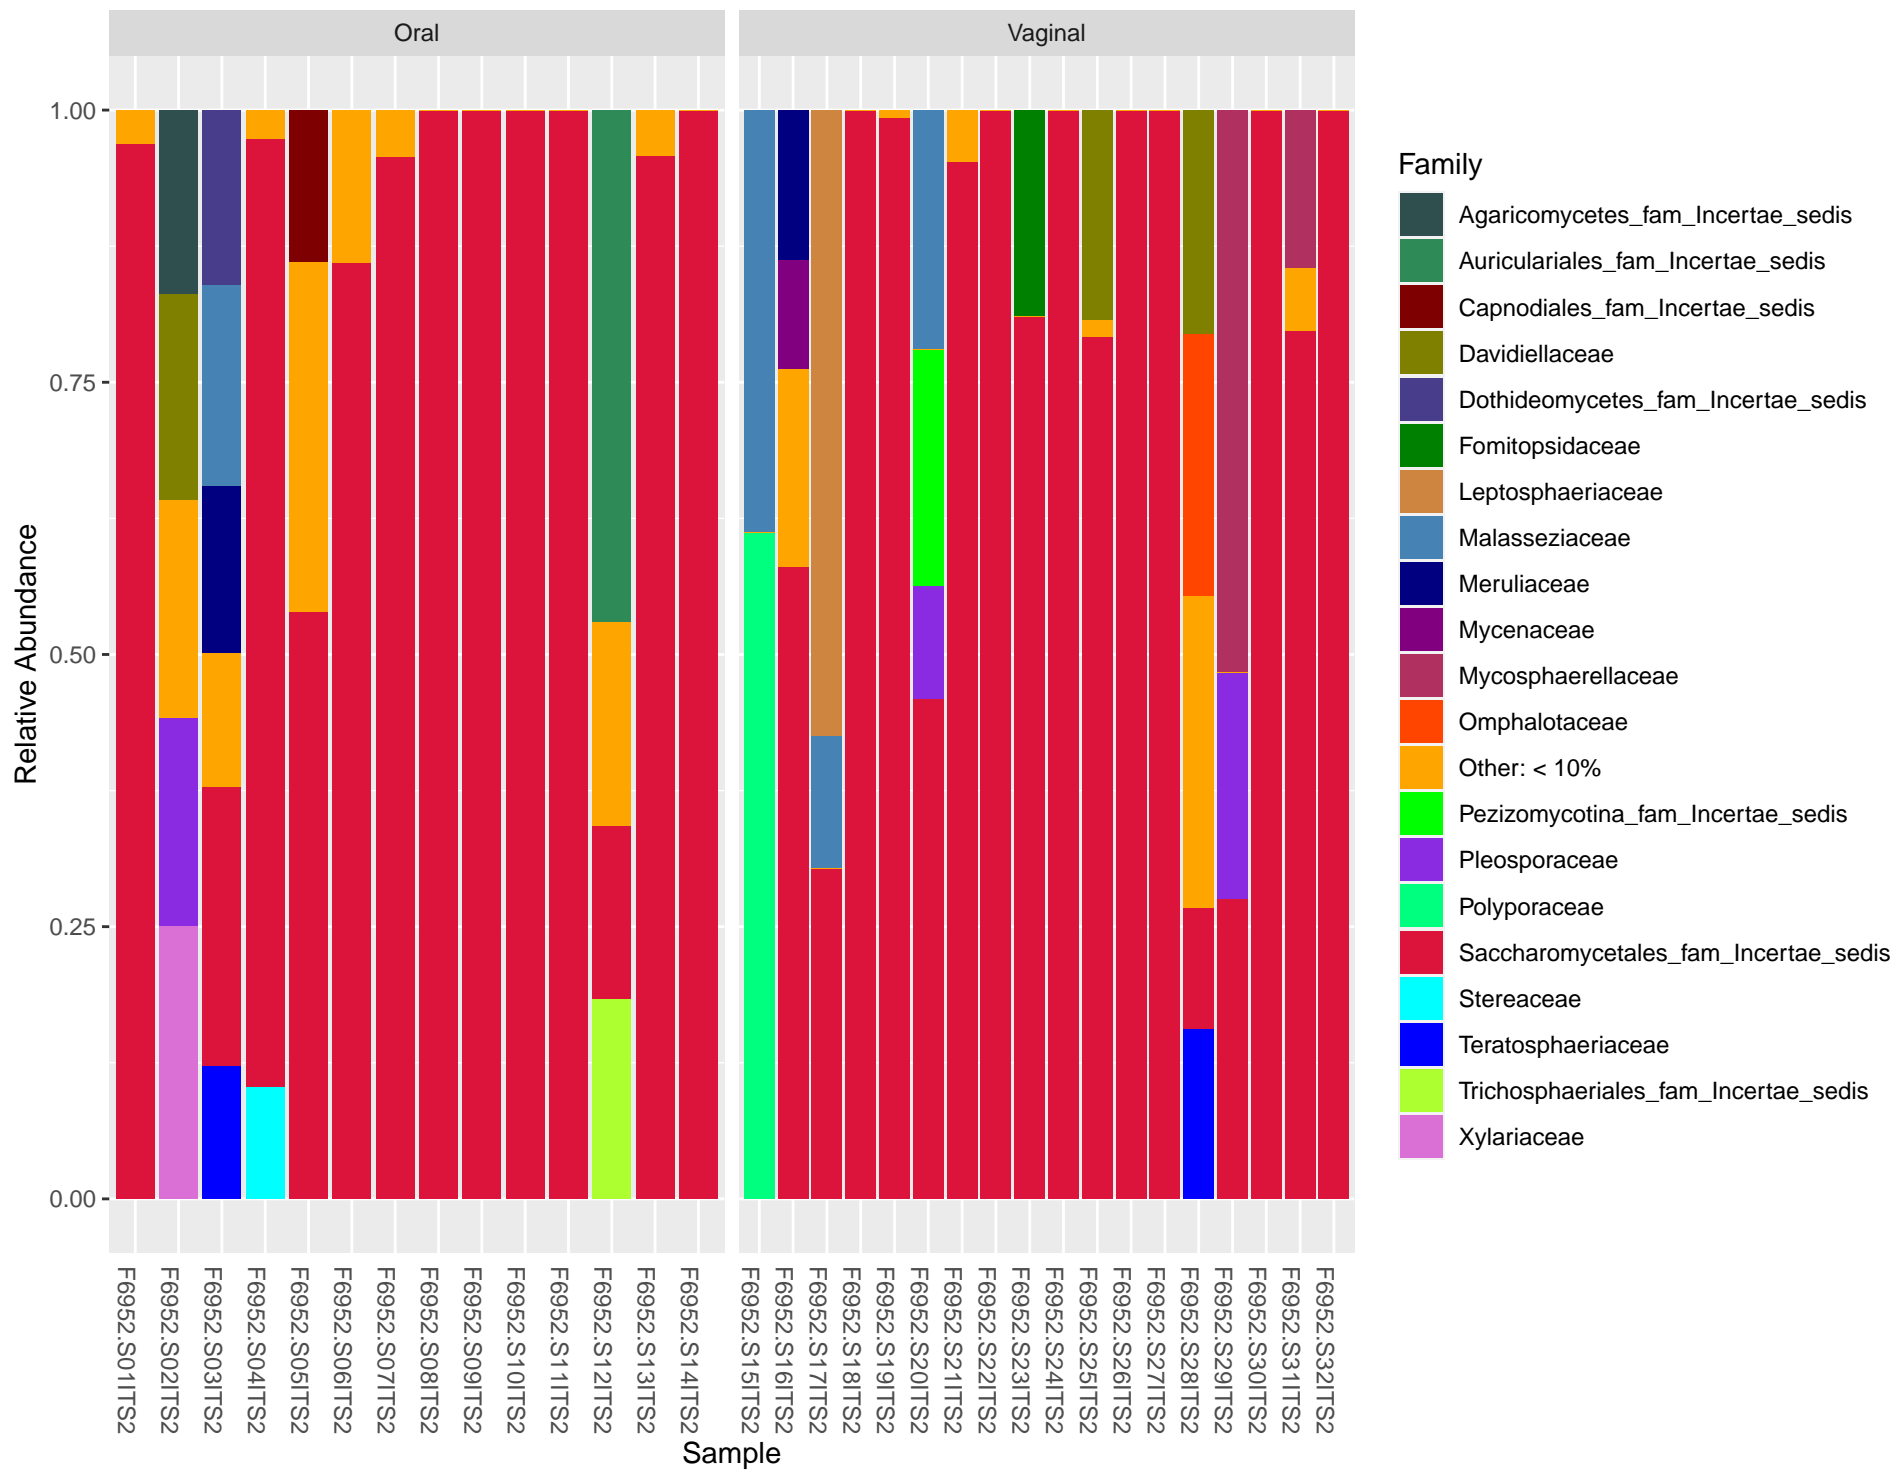 Oral
Vaginal
Relative Abundance
1.00
0.75
0.50
0.25
0.00
F6952.S01ITS2
F6952.S02ITS2
F6952.S03ITS2
F6952.S04ITS2
F6952.S05ITS2
F6952.S06ITS2
F6952.S07ITS2
F6952.S08ITS2
F6952.S09ITS2
F6952.S10ITS2
F6952.S11ITS2
F6952.S12ITS2
F6952.S13ITS2
F6952.S14ITS2
F6952.S15ITS2
F6952.S16ITS2
F6952.S17ITS2
F6952.S18ITS2
F6952.S19ITS2
F6952.S20ITS2
F6952.S21ITS2
F6952.S22ITS2
F6952.S23ITS2
F6952.S24ITS2
F6952.S25ITS2
F6952.S26ITS2
F6952.S27ITS2
F6952.S28ITS2
F6952.S29ITS2
F6952.S30ITS2
F6952.S31ITS2
F6952.S32ITS2
Sample
Family
Agaricomycetes_fam_Incertae_sedis
Auriculariales_fam_Incertae_sedis
Capnodiales_fam_Incertae_sedis
Davidiellaceae
Dothideomycetes_fam_Incertae_sedis
Fomitopsidaceae
Leptosphaeriaceae
Malasseziaceae
Meruliaceae
Mycenaceae
Mycosphaerellaceae
Omphalotaceae
Other: < 10%
Pezizomycotina_fam_Incertae_sedis
Pleosporaceae
Polyporaceae
Saccharomycetales_fam_Incertae_sedis
Stereaceae
Teratosphaeriaceae
Trichosphaeriales_fam_Incertae_sedis
Xylariaceae